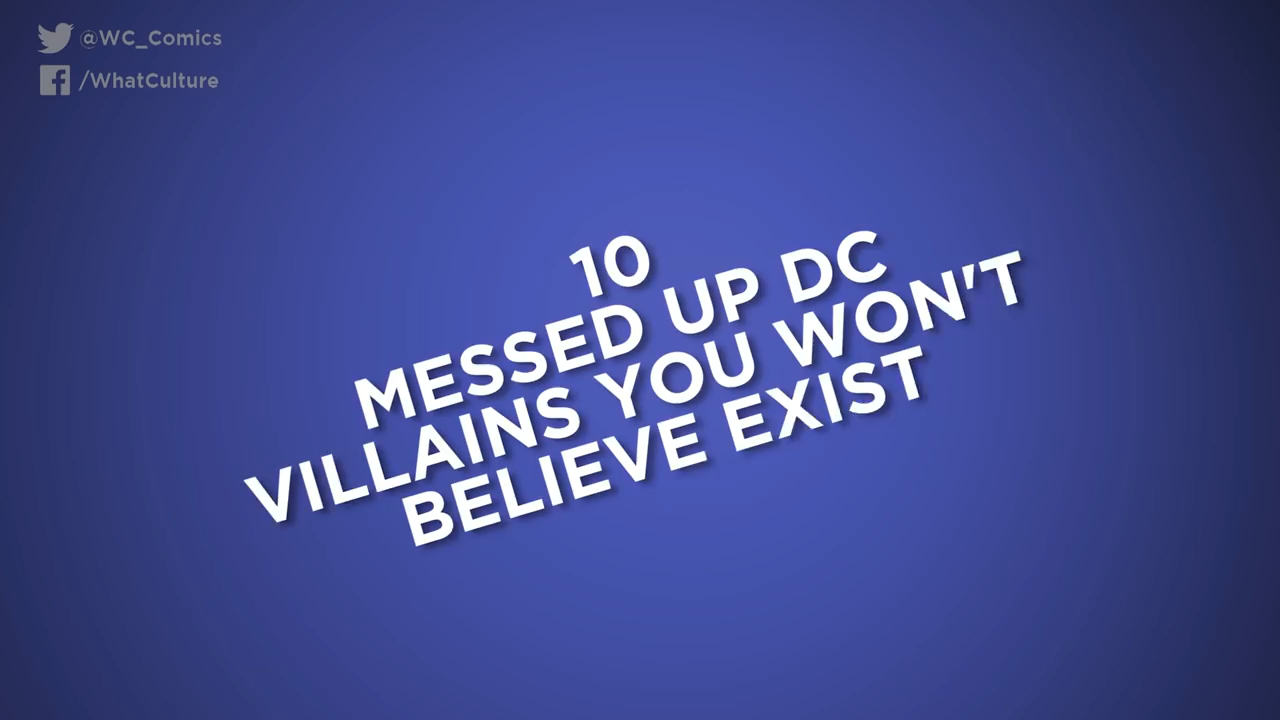 @WC_Comics
/WhatCulture
10
MESSED UP DC
VILLAINS YOU WON'T
BELIEVE EXIST